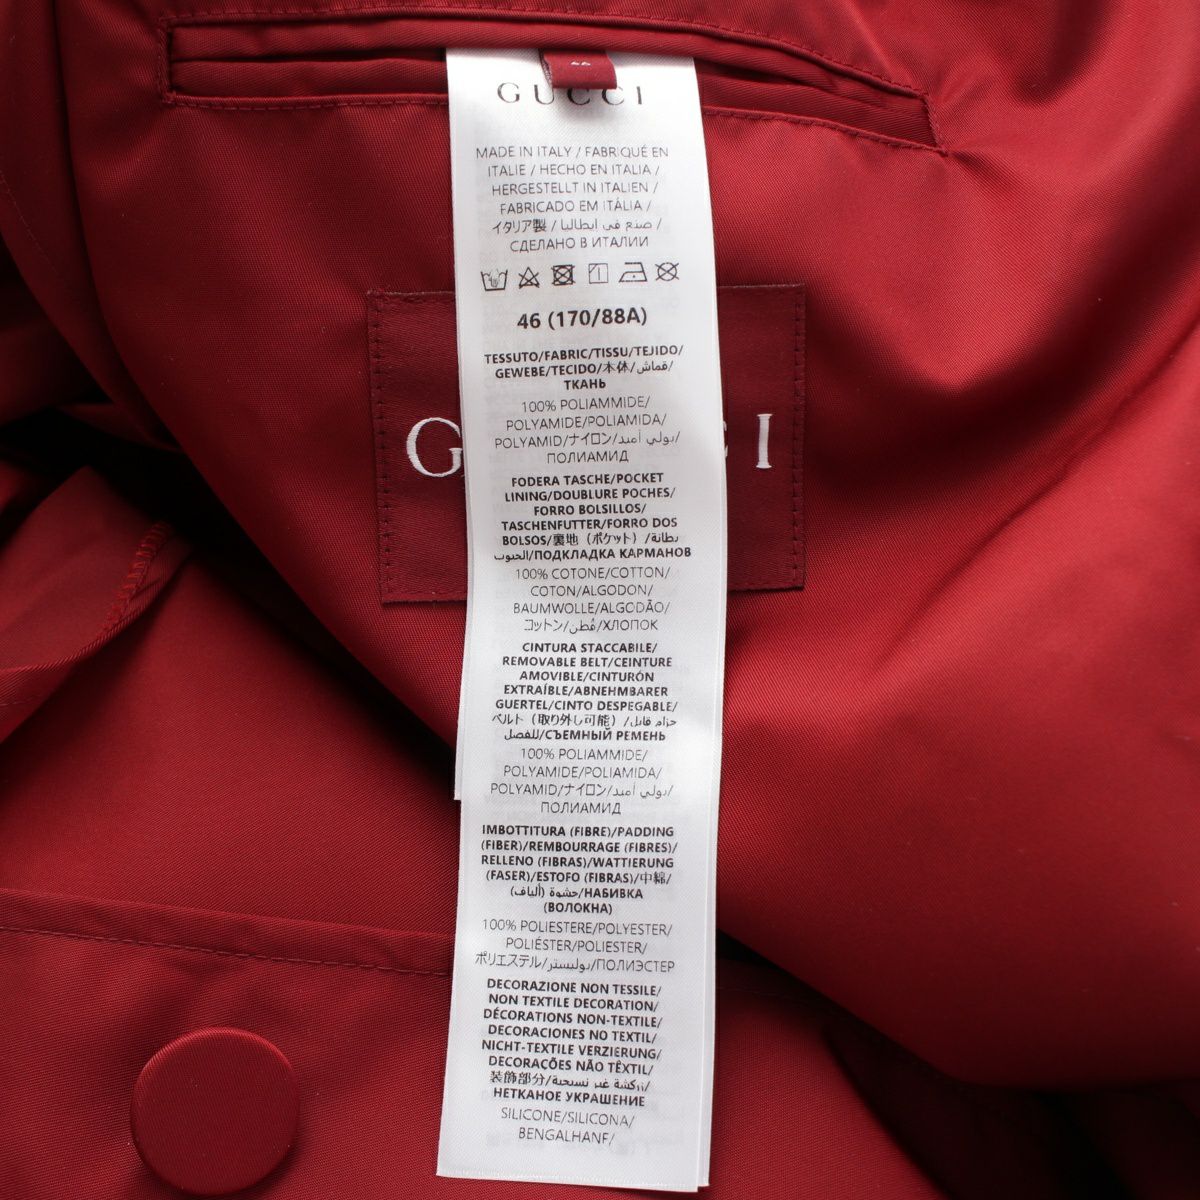 GUCCI
MADE IN ITALY / FABRIQUÉ EN
ITALIE / HECHO EN ITALIA /
HERGESTELLT IN ITALIEN /
FABRICADO EM ITÁLIA /
イタリア製 / صنع في إيطاليا /
СДЕЛАНО В ИТАЛИИ
46 (170/88A)
TESSUTO/FABRIC/TISSU/TEJIDO/
GEWEBE/TECIDO/本体/قماش/
ТКАНЬ
100% POLIAMMIDE/
POLYAMIDE/POLIAMIDA/
POLYAMID/ナイロン/بولي أميد/
ПОЛИАМИД
FODERA TASCHE/POCKET
LINING/DOUBLURE POCHES/
FORRO BOLSILLOS/
TASCHENFUTTER/FORRO DOS
BOLSOS/裏地（ポケット）/بطانة
الجيوب/ПОДКЛАДКА КАРМАНОВ
100% COTONE/COTTON/
COTON/ALGODON/
BAUMWOLLE/ALGODÃO/
コットン/قطن/ХЛОПОК
CINTURA STACCABILE/
REMOVABLE BELT/CEINTURE
AMOVIBLE/CINTURÓN
EXTRAÍBLE/ABNEHMBARER
GUERTEL/CINTO DESPEGABLE/
ベルト（取り外し可能）/حزام قابل
للفصل/СЪЕМНЫЙ РЕМЕНЬ
100% POLIAMMIDE/
POLYAMIDE/POLIAMIDA/
POLYAMID/ナイロン/بولي أميد/
ПОЛИАМИД
IMBOTTITURA (FIBRE)/PADDING
(FIBER)/REMBOURRAGE (FIBRES)/
RELLENO (FIBRAS)/WATTIERUNG
(FASER)/ESTOFO (FIBRAS)/中綿/
حشوة (ألياف)/НАБИВКА
(ВОЛОКНА)
100% POLIESTERE/POLYESTER/
POLIÉSTER/POLIESTER/
ポリエステル/بوليستر/ПОЛИЭСТЕР
DECORAZIONE NON TESSILE/
NON TEXTILE DECORATION/
DÉCORATIONS NON-TEXTILE/
DECORACIONES NO TEXTIL/
NICHT-TEXTILE VERZIERUNG/
DECORAÇÕES NÃO TÊXTIL/
装飾部分/زركشة غير نسيجية/
НЕТКАНОЕ УКРАШЕНИЕ
SILICONE/SILICONA/
BENGALHANF/
G CI